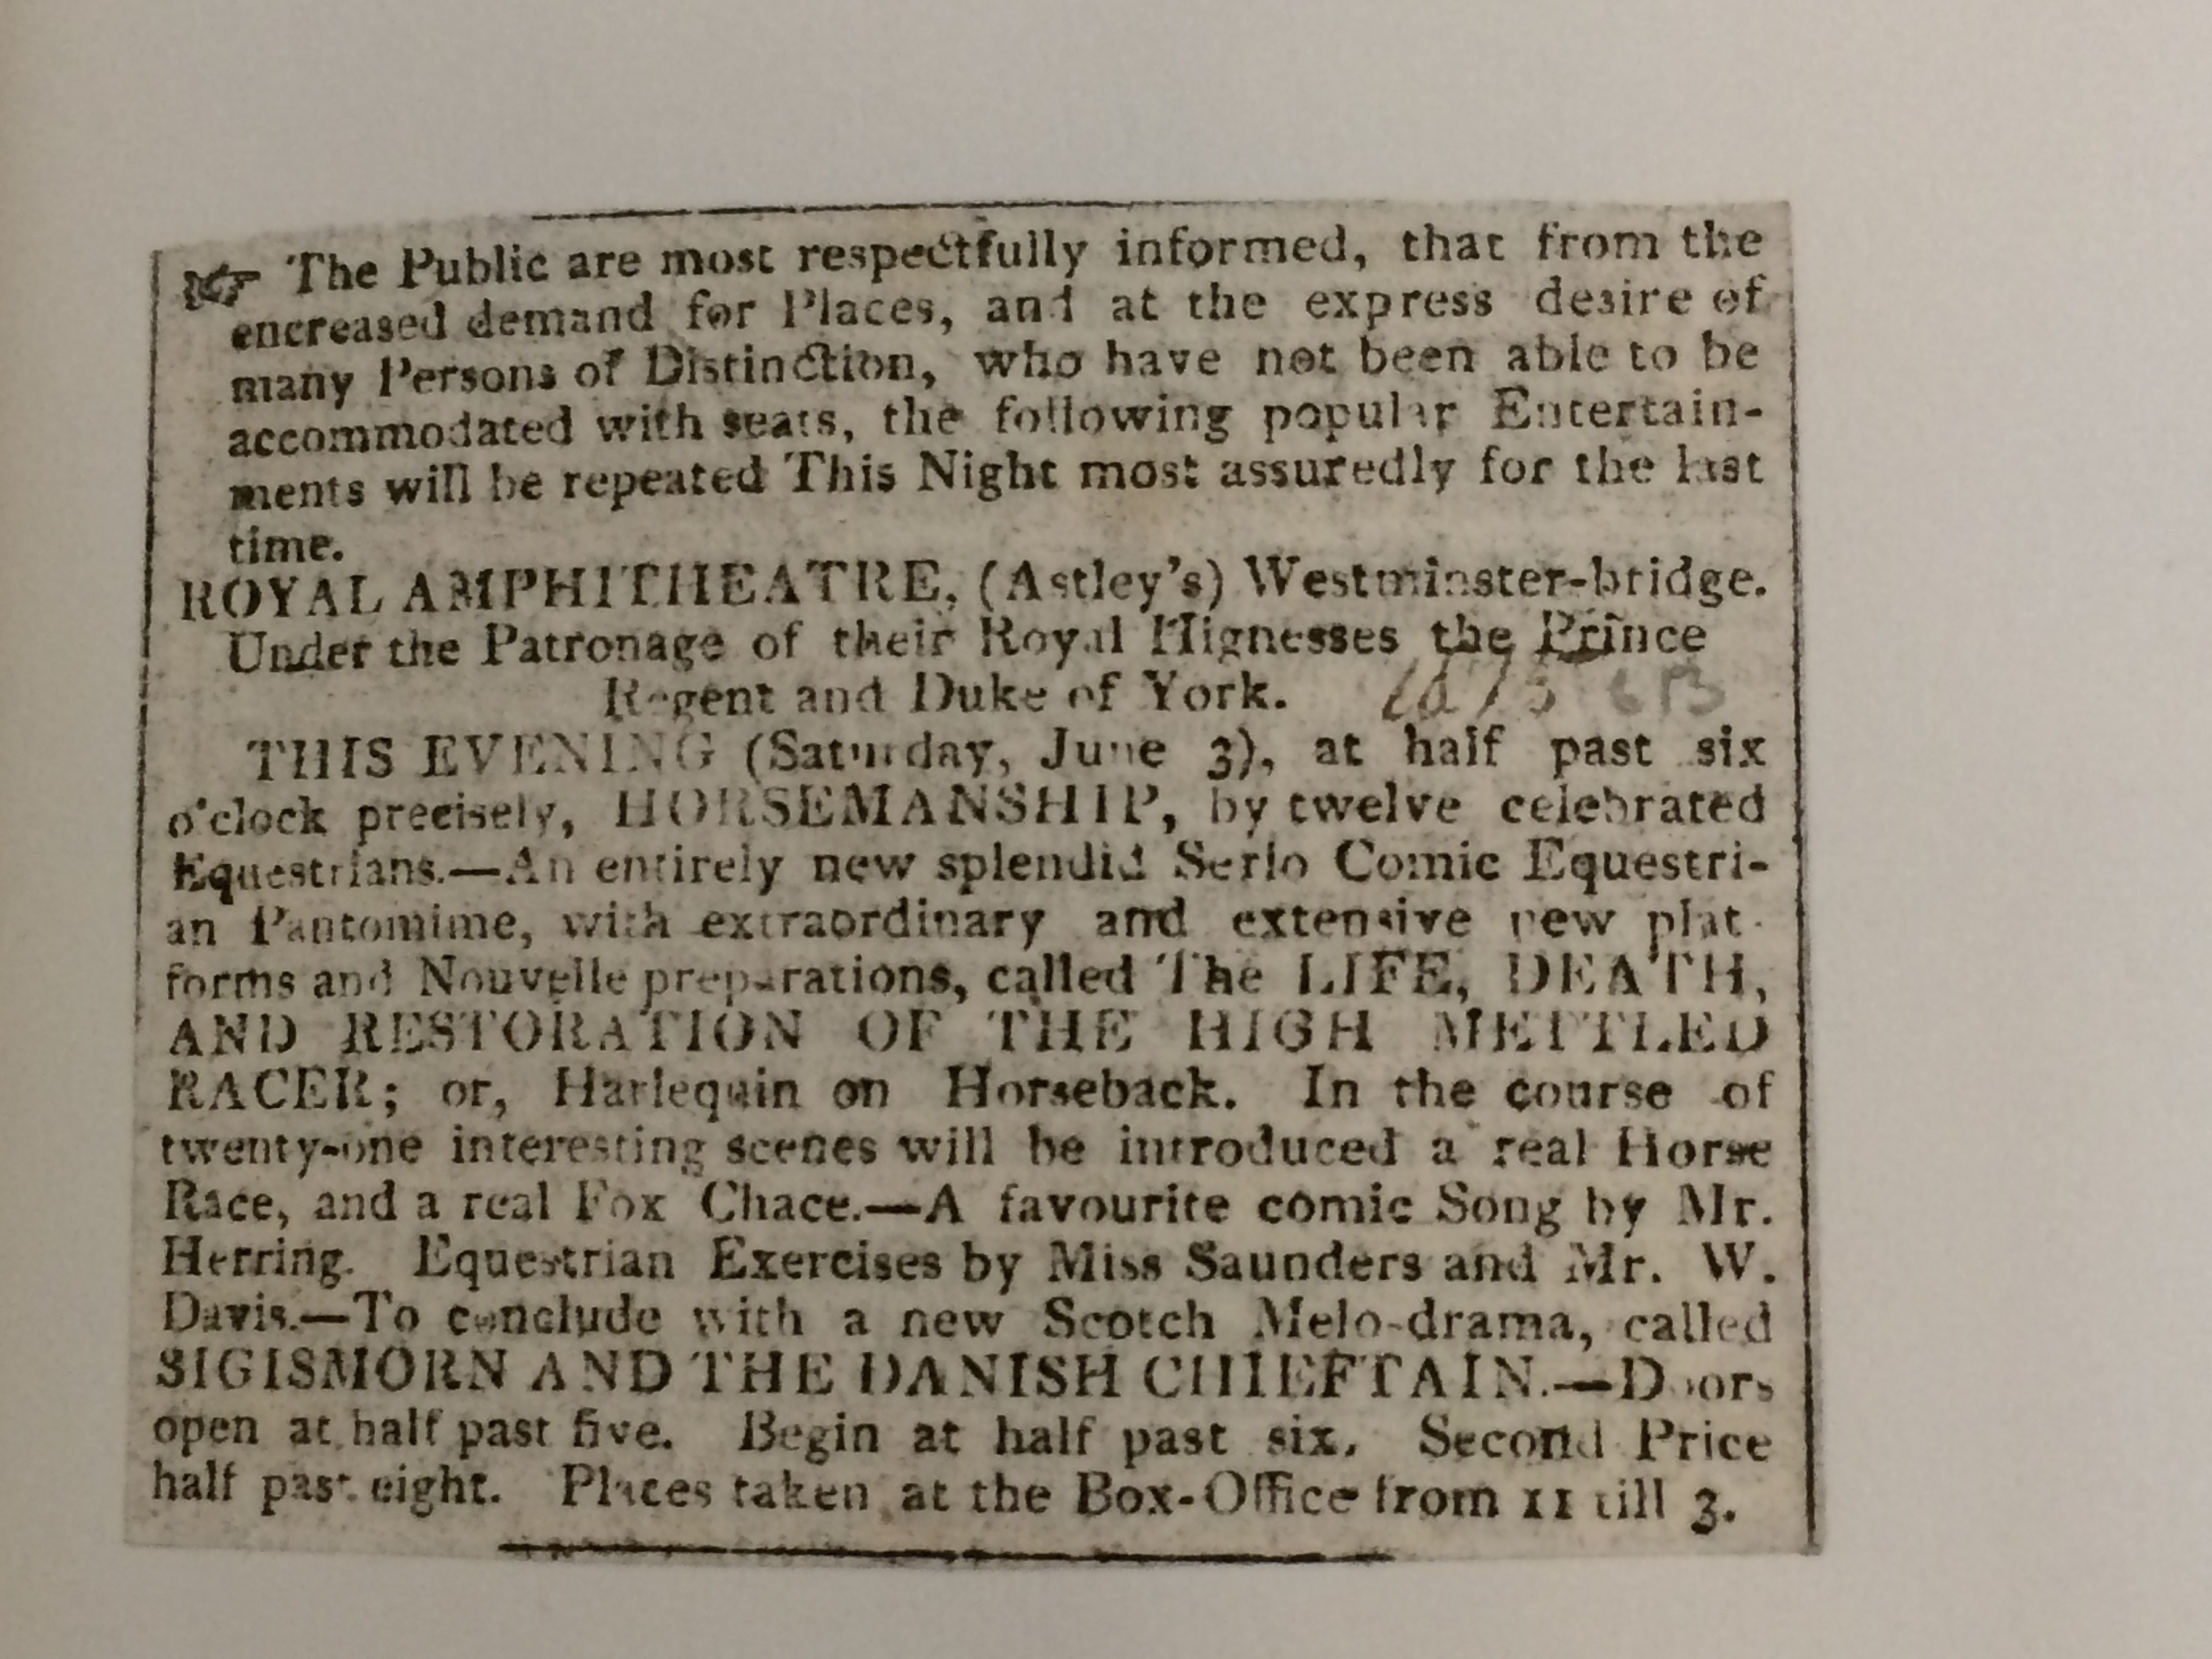 ☞ The Public are most respectfully informed, that from the
encreased demand for Places, and at the express desire of
many Persons of Distinction, who have not been able to be
accommodated with seats, the following popular Entertain-
ments will be repeated This Night most assuredly for the last
time.
ROYAL AMPHITHEATRE, (Astley's) Westminster-bridge.
Under the Patronage of their Royal Hignesses the Prince
Regent and Duke of York.
THIS EVENING (Saturday, June 3), at half past six
o'clock precisely, HORSEMANSHIP, by twelve celebrated
Equestrians.—An entirely new splendid Serio Comic Equestri-
an Pantomime, with extraordinary and extensive new plat-
forms and Nouvelle preparations, called The LIFE, DEATH,
AND RESTORATION OF THE HIGH METTLED
RACER; or, Harlequin on Horseback. In the course of
twenty-one interesting scenes will be introduced a real Horse
Race, and a real Fox Chace.—A favourite comic Song by Mr.
Herring. Equestrian Exercises by Miss Saunders and Mr. W.
Davis.—To conclude with a new Scotch Melo-drama, called
SIGISMORN AND THE DANISH CHIEFTAIN.—Doors
open at half past five. Begin at half past six. Second Price
half past eight. Places taken at the Box-Office from 11 till 3.